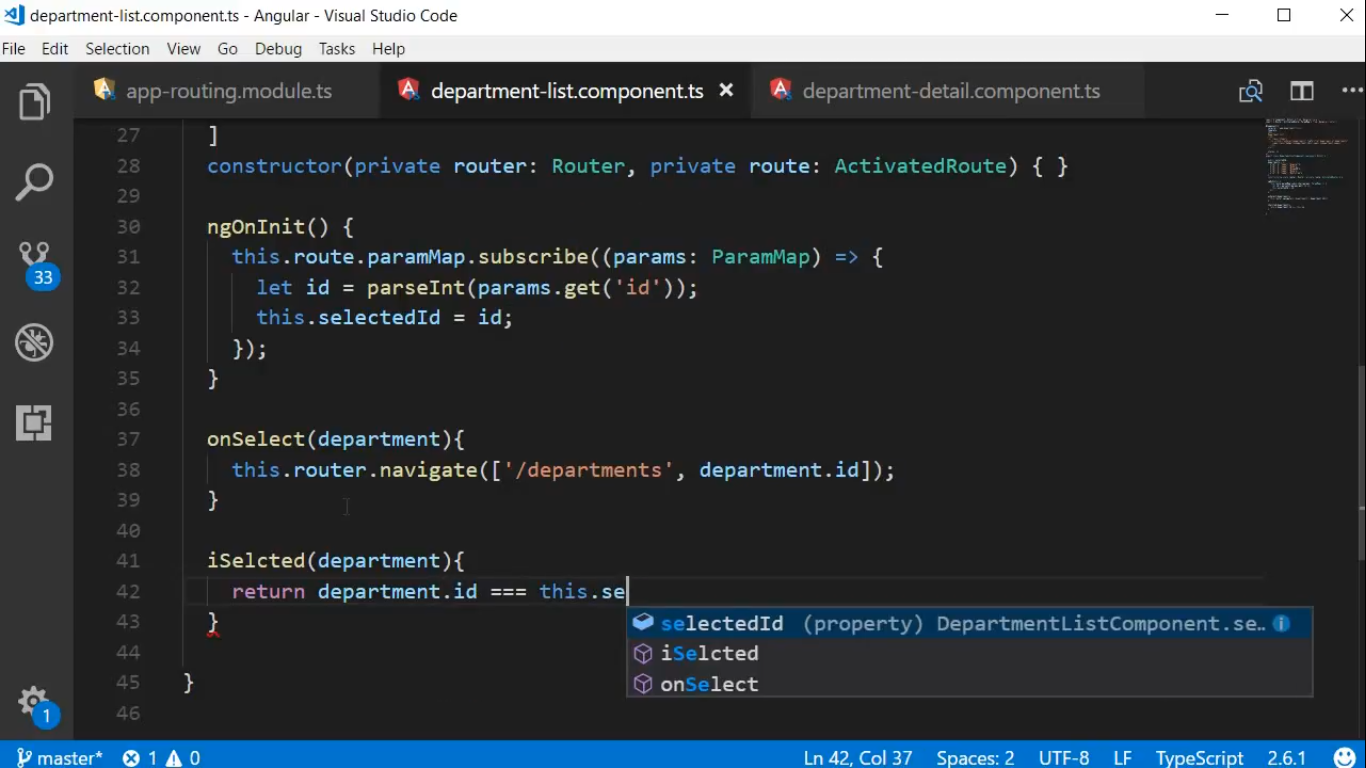 department-list.component.ts - Angular - Visual Studio Code
File Edit Selection View Go Debug Tasks Help
app-routing.module.ts department-list.component.ts department-detail.component.ts
27 ]
28 constructor(private router: Router, private route: ActivatedRoute) { }
29
30 ngOnInit() {
31 this.route.paramMap.subscribe((params: ParamMap) => {
32 let id = parseInt(params.get('id'));
33 this.selectedId = id;
34 });
35 }
36
37 onSelect(department){
38 this.router.navigate(['/departments', department.id]);
39 }
40
41 iSelcted(department){
42 return department.id === this.se
selectedId (property) DepartmentListComponent.se…
43 }
44 iSelcted
45 } onSelect
46
33
1
master* 1 0 Ln 42, Col 37 Spaces: 2 UTF-8 LF TypeScript 2.6.1